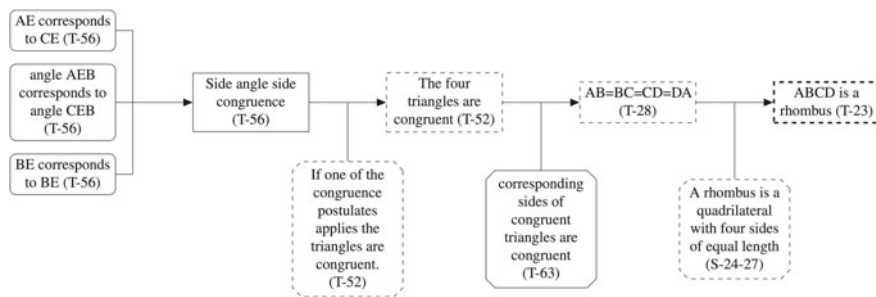 AE corresponds
to CE (T-56)
angle AEB
corresponds to
angle CEB
(T-56)
BE corresponds
to BE (T-56)
Side angle side
congruence
(T-56)
If one of the
congruence
postulates
applies the
triangles are
congruent.
(T-52)
The four
triangles are
congruent (T-52)
corresponding
sides of
congruent
triangles are
congruent
(T-63)
AB=BC=CD=DA
(T-28)
A rhombus is a
quadrilateral
with four sides
of equal length
(S-24-27)
ABCD is a
rhombus (T-23)